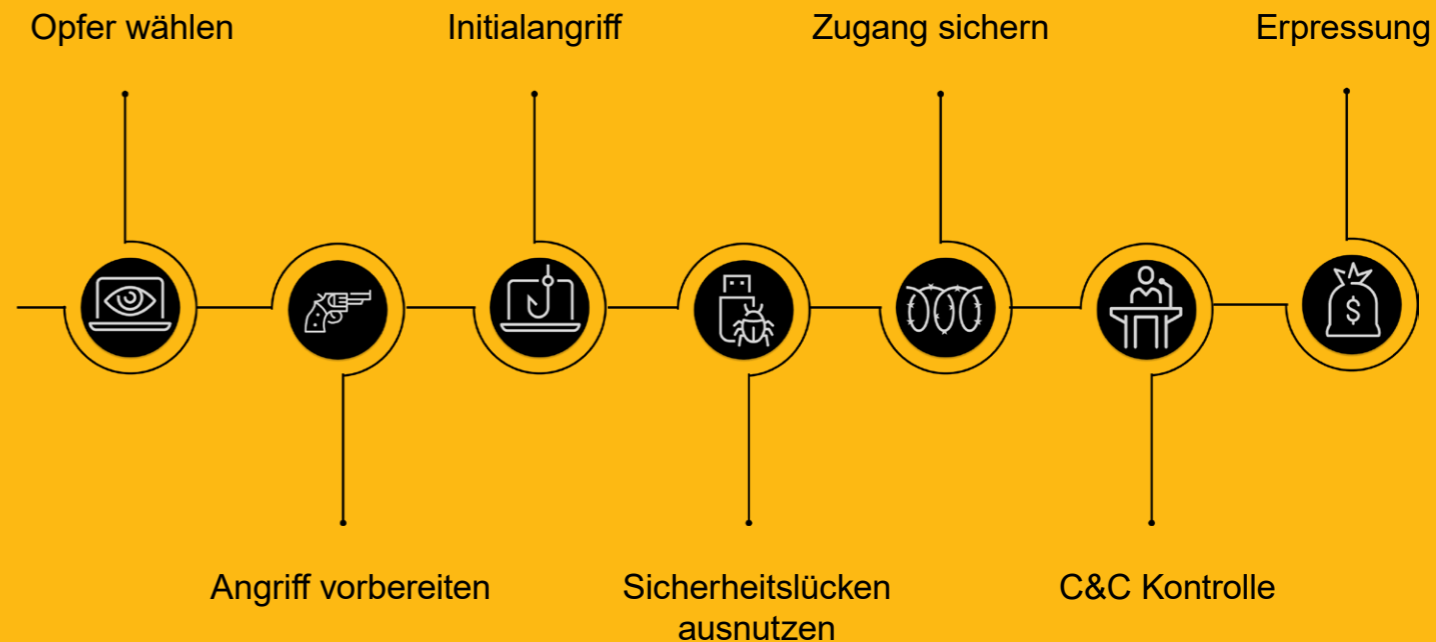 Opfer wählen
Initialangriff
Zugang sichern
Erpressung
$
Angriff vorbereiten
Sicherheitslücken
ausnutzen
C&C Kontrolle